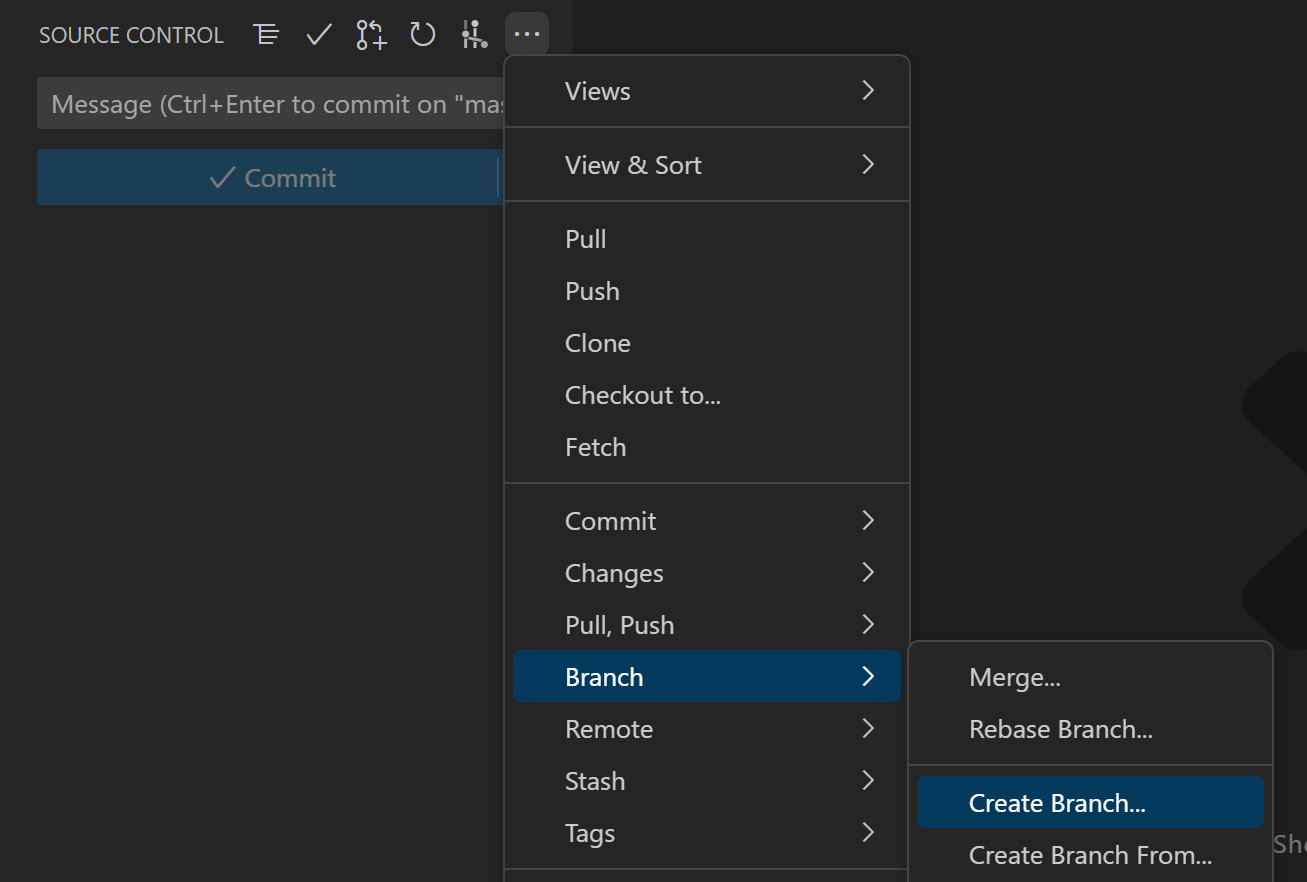 SOURCE CONTROL
Message (Ctrl+Enter to commit on "mas
Commit
Views
View & Sort
Pull
Push
Clone
Checkout to...
Fetch
Commit
Changes
Pull, Push
Branch
Remote
Stash
Tags
Merge...
Rebase Branch...
Create Branch...
Create Branch From...
Sho